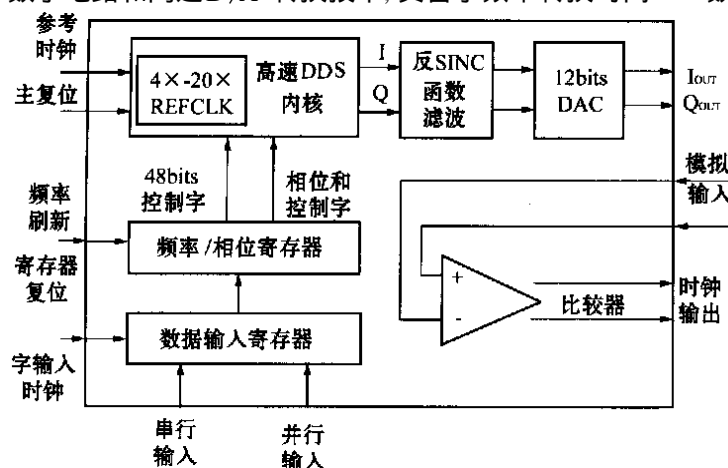 参考
时钟
主复位
4×-20×
REFCLK
高速DDS
内核
I
Q
反SINC
函数
滤波
12bits
DAC
IOUT
QOUT
48bits
控制字
相位和
控制字
模拟
输入
频率
刷新
寄存器
复位
频率/相位寄存器
+
-
比较器
时钟
输出
数据输入寄存器
字输入
时钟
串行
输入
并行
输入